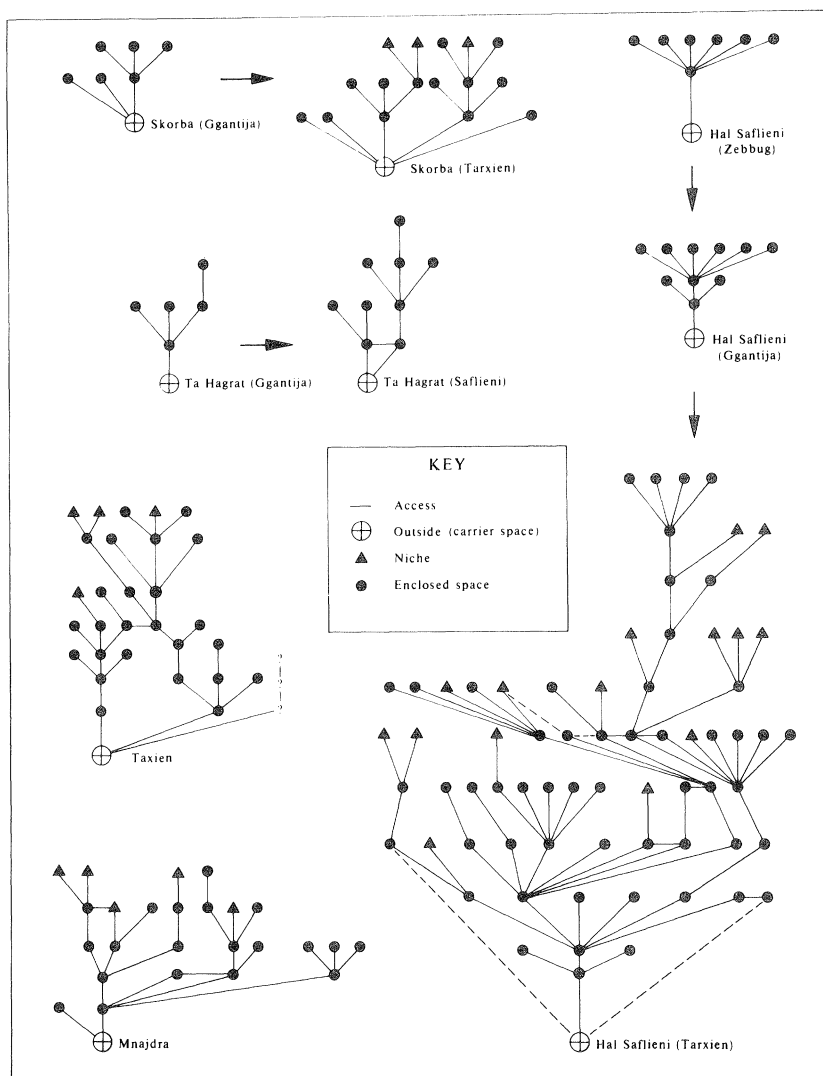 Skorba (Ggantija)
Skorba (Tarxien)
Hal Saflieni
(Zebbug)
Ta Hagrat (Ggantija)
Ta Hagrat (Saflieni)
Hal Saflieni
(Ggantija)
KEY
Access
Outside (carrier space)
Niche
Enclosed space
Taxien
Mnajdra
Hal Saflieni (Tarxien)